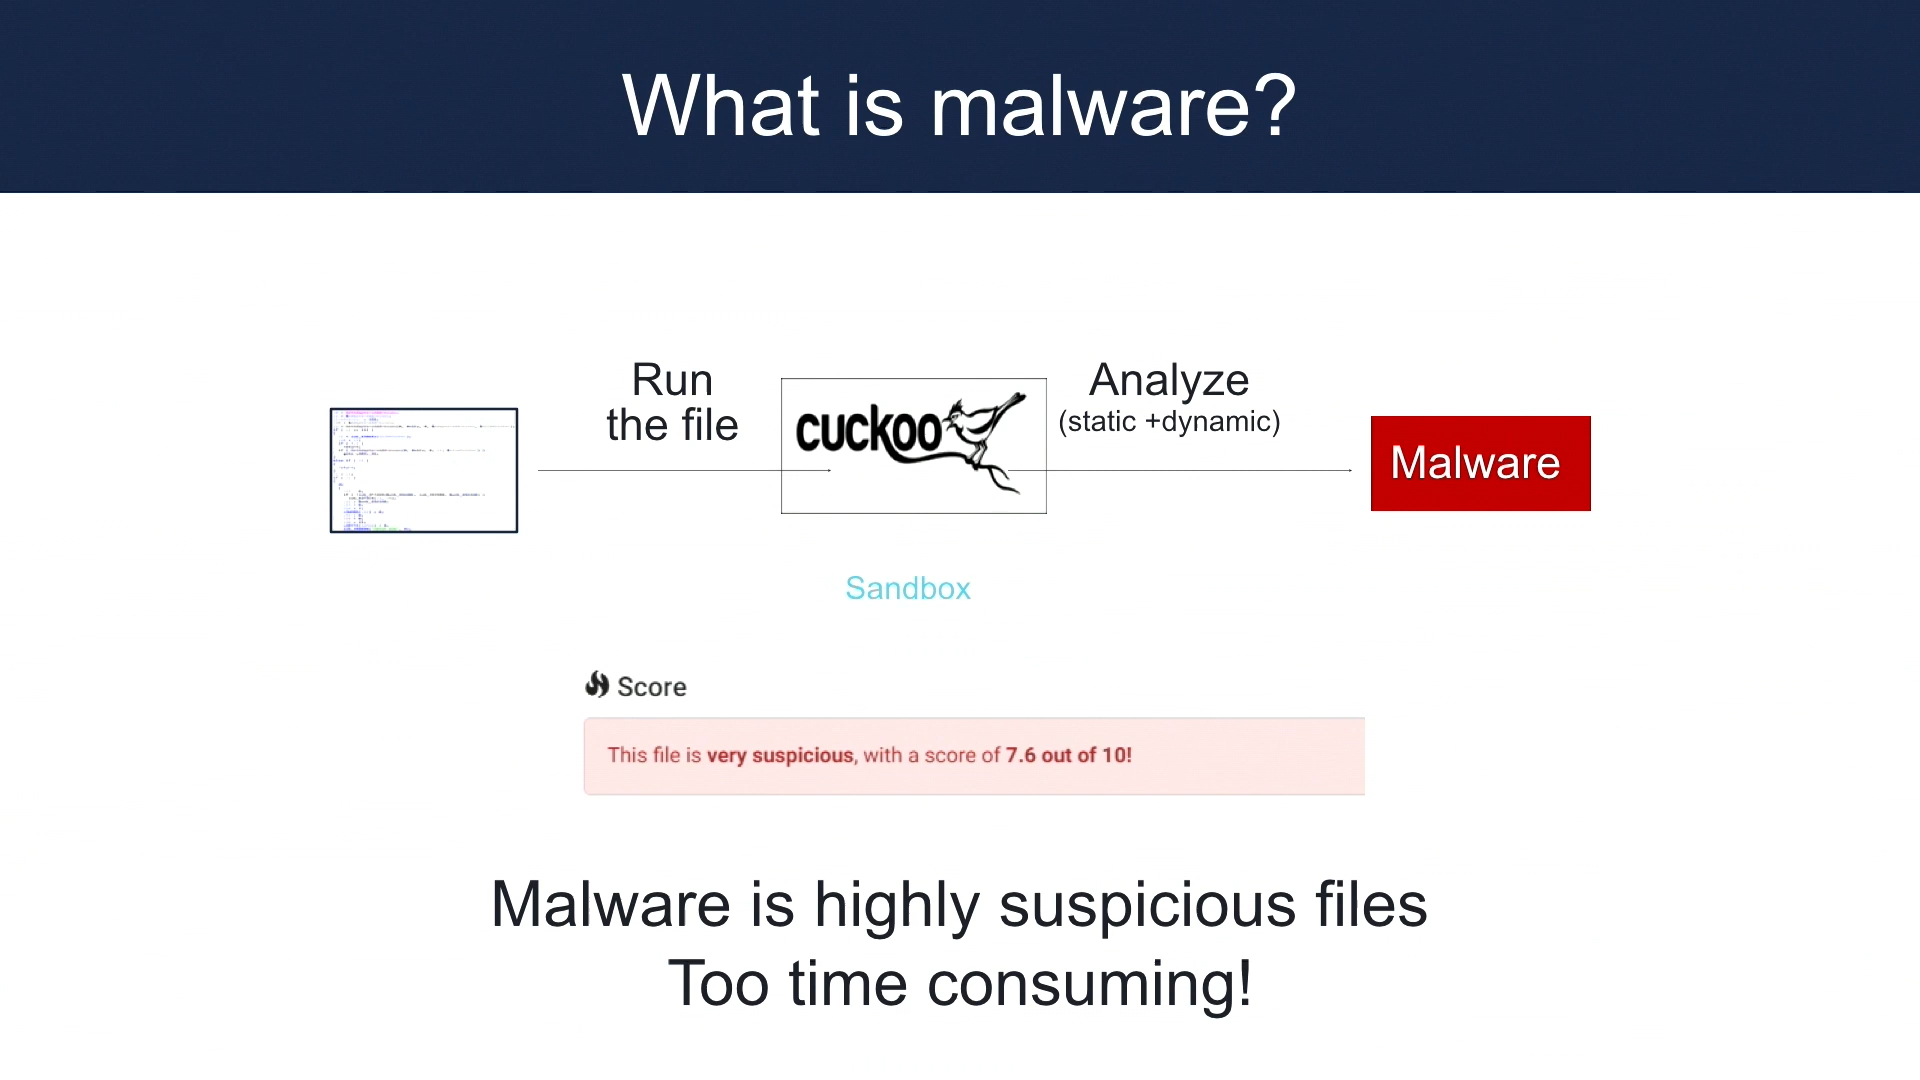 What is malware?
Run
the file
cuckoo
Analyze
(static +dynamic)
Malware
Sandbox
Score
This file is very suspicious, with a score of 7.6 out of 10!
Malware is highly suspicious files
Too time consuming!